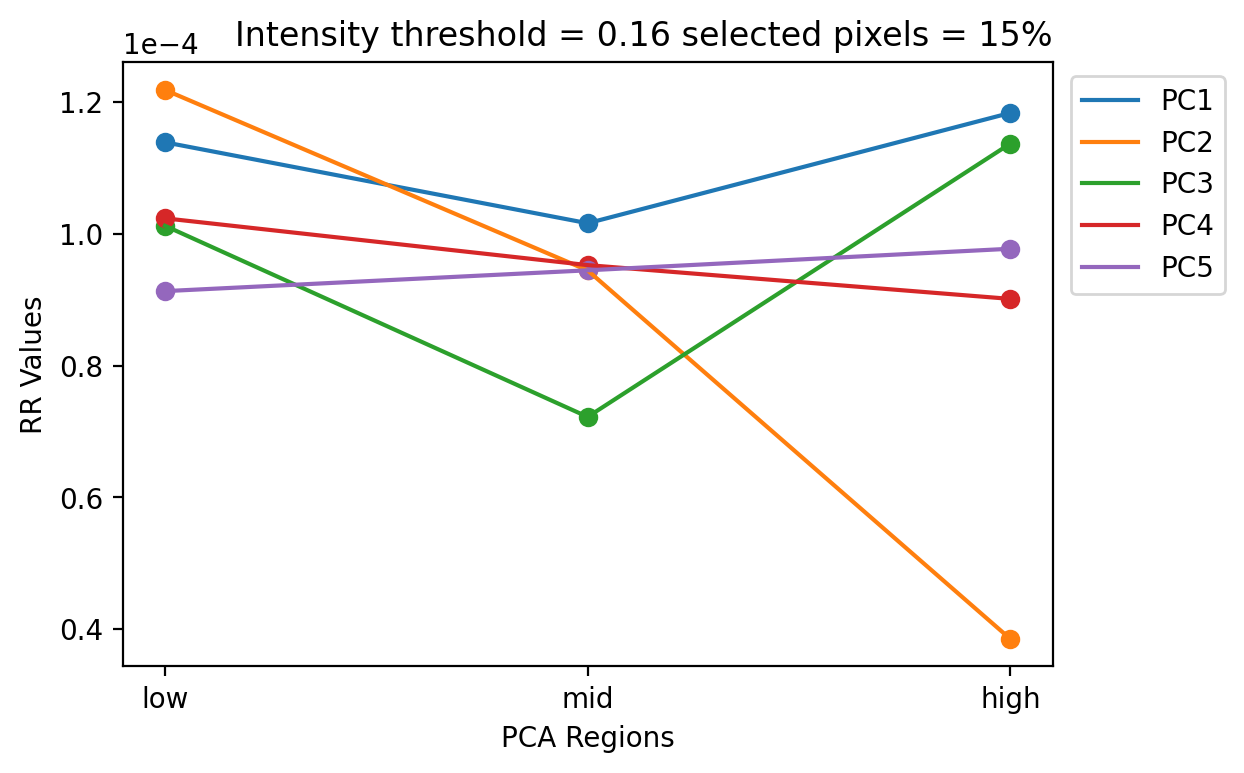 Intensity threshold = 0.16 selected pixels = 15%
1e−4
1.2
1.0
0.8
0.6
0.4
RR Values
low
mid
high
PCA Regions
PC1
PC2
PC3
PC4
PC5